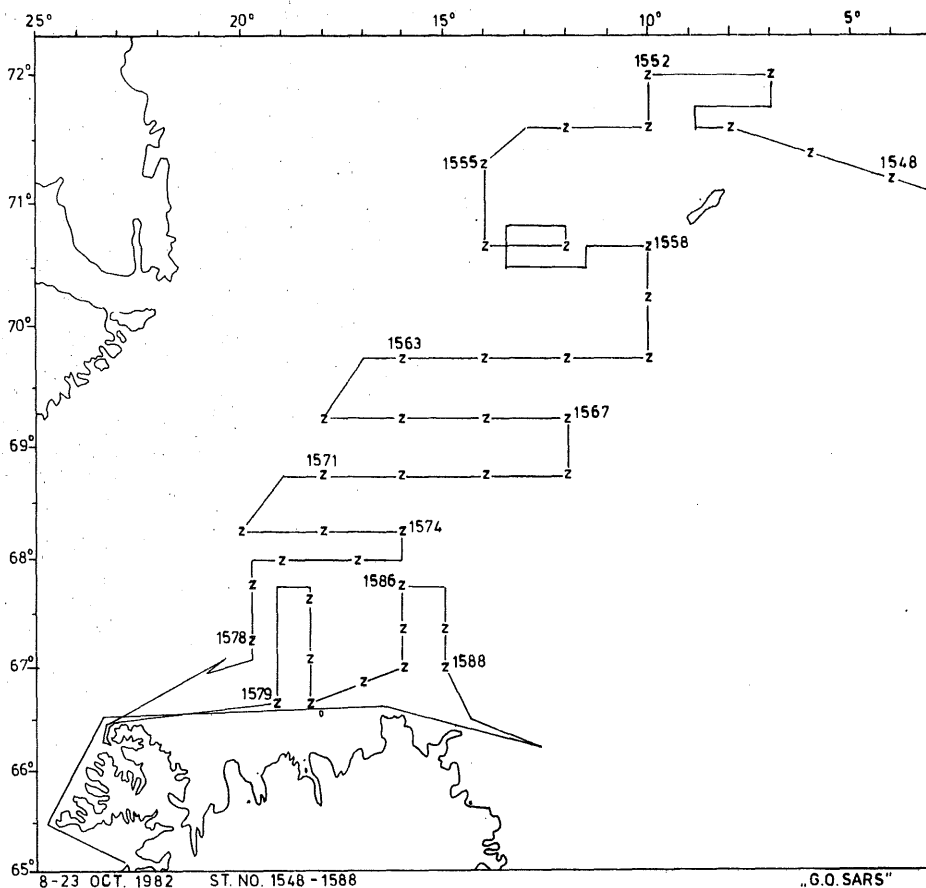 25° 20° 15° 10° 5°
72°
1552
1555
1548
71°
1558
70°
1563
1567
69°
1571
1574
68°
1586
1578
67°
1588
1579
66°
65°
8-23 OCT. 1982 ST. NO. 1548-1588 „G.O. SARS"
z z
z z z
z z
z
z z z
z
z z z z
z z z z
z z z z
z z z
z z
z z z
z z z
z z z z
z
z z